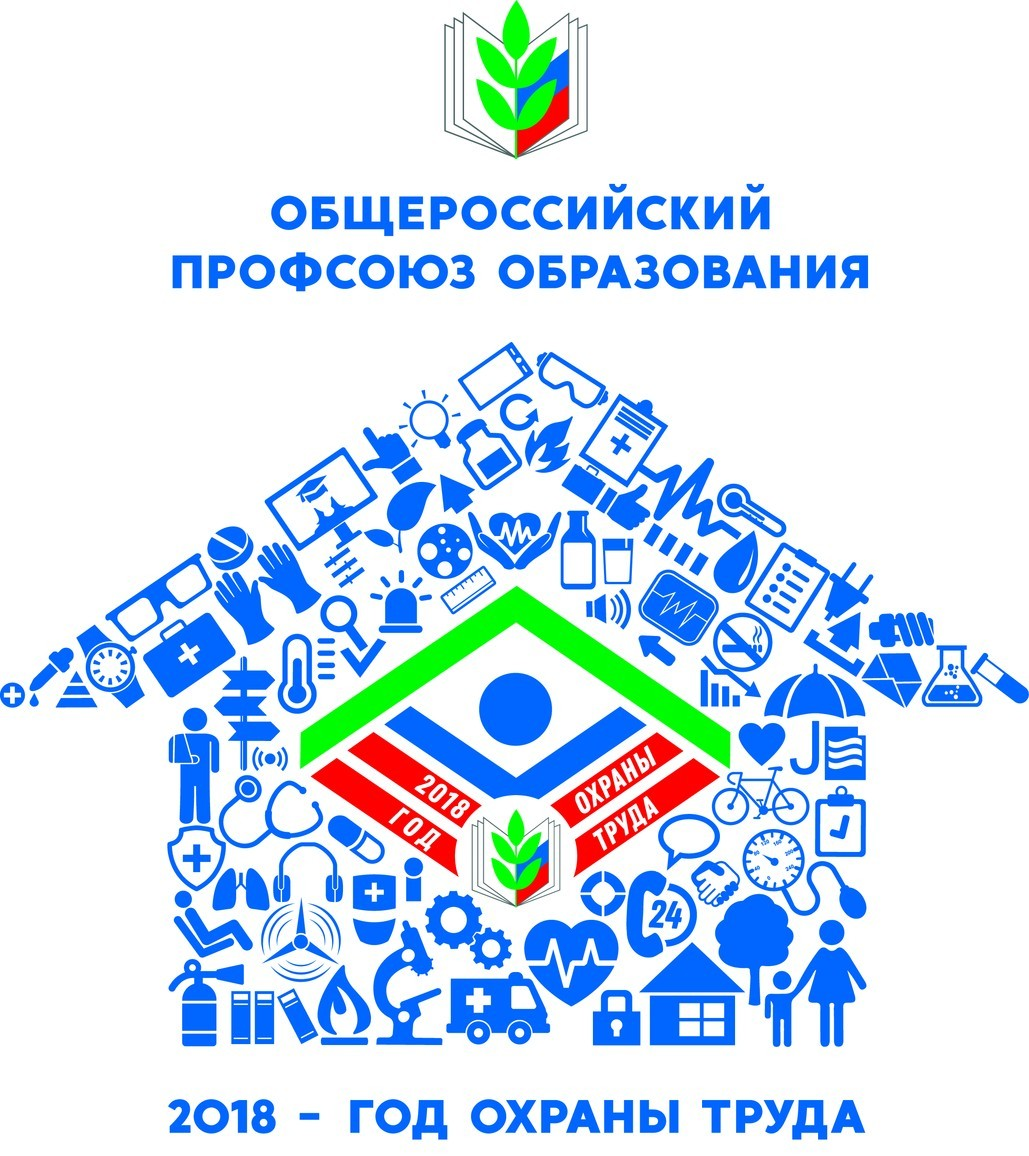 ОБЩЕРОССИЙСКИЙ
ПРОФСОЮЗ ОБРАЗОВАНИЯ
2018
ГОД
ОХРАНЫ
ТРУДА
24
2018 – ГОД ОХРАНЫ ТРУДА